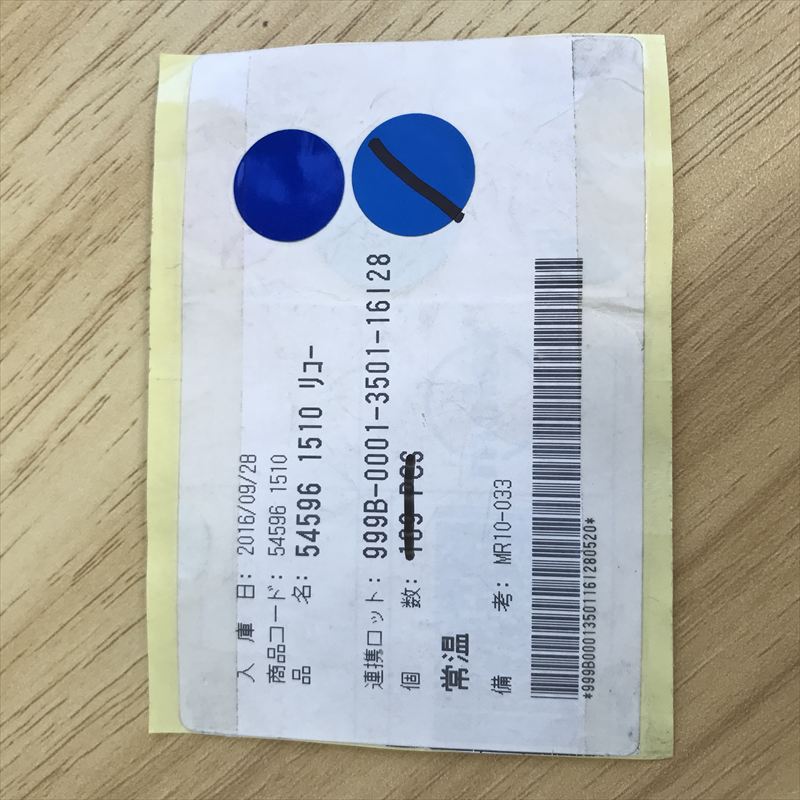 入 庫 日: 2016/09/28
商品コード: 54596 1510
品 名: 54596 1510 リコー
連携ロット: 999B-0001-3501-16128
個 数:
常温
備 考: MR10-033
*999B00013501161280520*